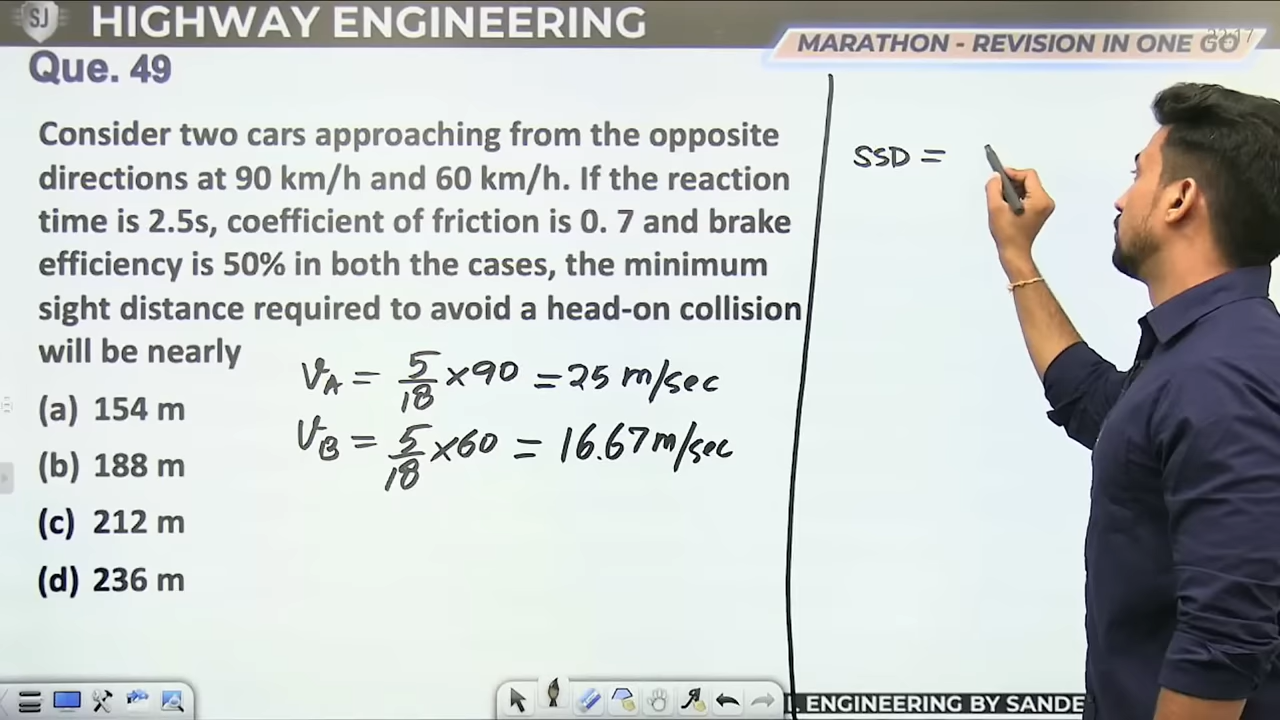 SJ
HIGHWAY ENGINEERING
MARATHON - REVISION IN ONE GO
22:17
Que. 49
Consider two cars approaching from the opposite
directions at 90 km/h and 60 km/h. If the reaction
time is 2.5s, coefficient of friction is 0. 7 and brake
efficiency is 50% in both the cases, the minimum
sight distance required to avoid a head-on collision
will be nearly
(a) 154 m
(b) 188 m
(c) 212 m
(d) 236 m
VA = 5/18 ×90 = 25 m/sec
VB = 5/18 ×60 = 16.67 m/sec
SSD =
ENGINEERING BY SANDE